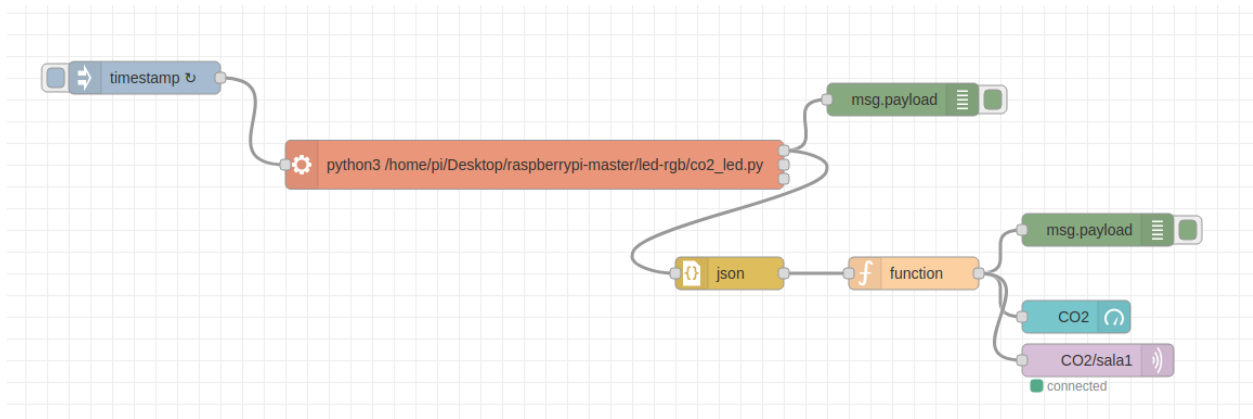 timestamp ↻
msg.payload
python3 /home/pi/Desktop/raspberrypi-master/led-rgb/co2_led.py
msg.payload
{} json
f function
CO2
CO2/sala1
connected